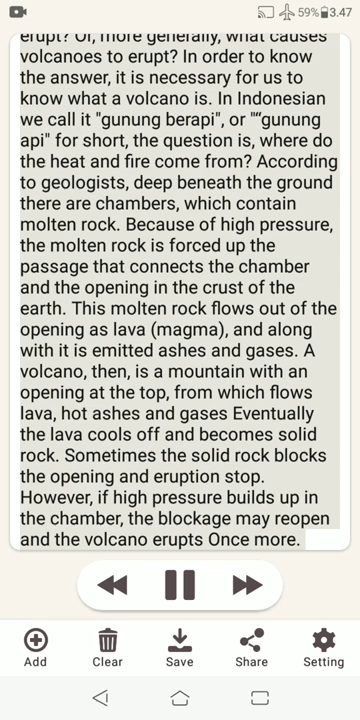 59% 3.47
erupt? Or, more generally, what causes
volcanoes to erupt? In order to know
the answer, it is necessary for us to
know what a volcano is. In Indonesian
we call it "gunung berapi", or "“gunung
api" for short, the question is, where do
the heat and fire come from? According
to geologists, deep beneath the ground
there are chambers, which contain
molten rock. Because of high pressure,
the molten rock is forced up the
passage that connects the chamber
and the opening in the crust of the
earth. This molten rock flows out of the
opening as lava (magma), and along
with it is emitted ashes and gases. A
volcano, then, is a mountain with an
opening at the top, from which flows
lava, hot ashes and gases Eventually
the lava cools off and becomes solid
rock. Sometimes the solid rock blocks
the opening and eruption stop.
However, if high pressure builds up in
the chamber, the blockage may reopen
and the volcano erupts Once more.
Add Clear Save Share Setting